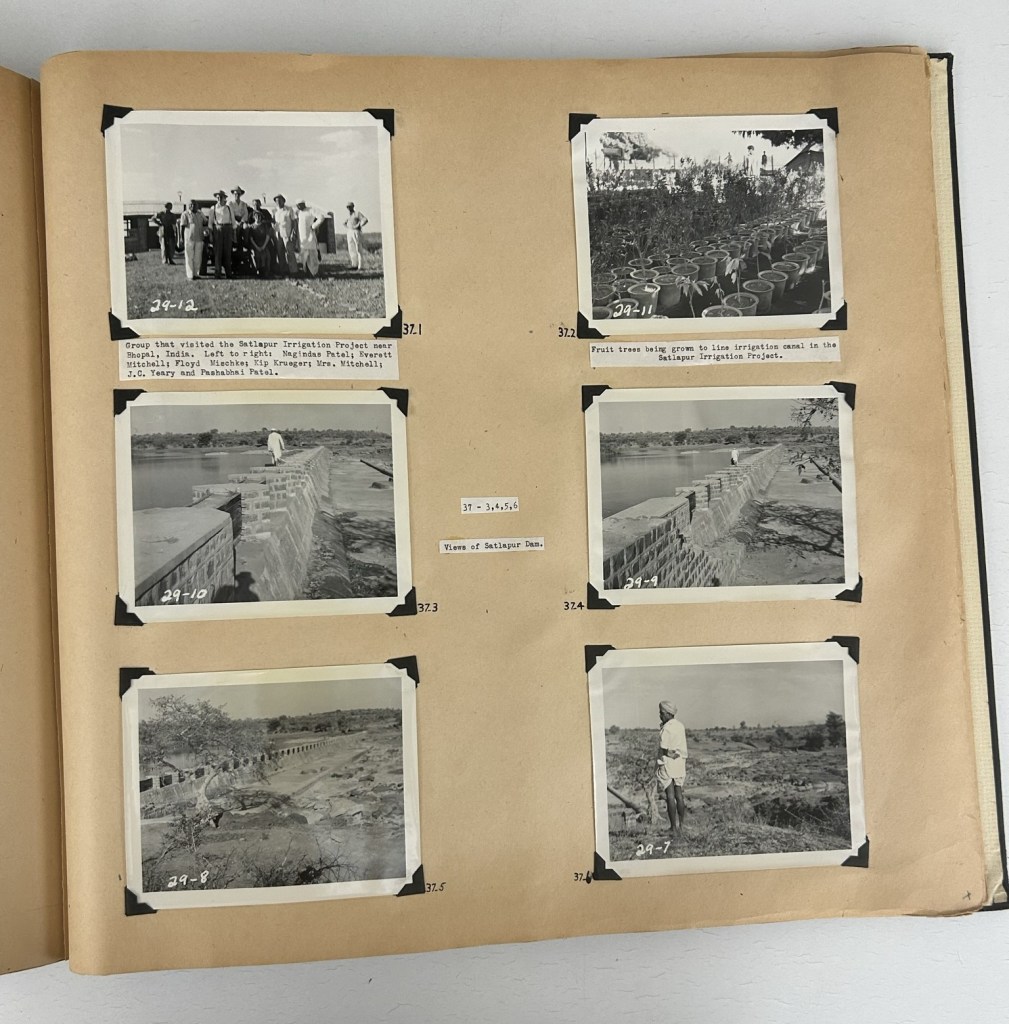 29-12
37.1
Group that visited the Satlapur Irrigation Project near
Bhopal, India. Left to right: Nagindas Patel; Everett
Mitchell; Floyd Mischke; Kip Krueger; Mrs. Mitchell;
J.C. Yeary and Pashabhai Patel.
29-11
37.2
Fruit trees being grown to line irrigation canal in the
Satlapur Irrigation Project.
29-10
37.3
37 - 3,4,5,6
Views of Satlapur Dam.
29-9
37.4
29-8
37.5
29-7